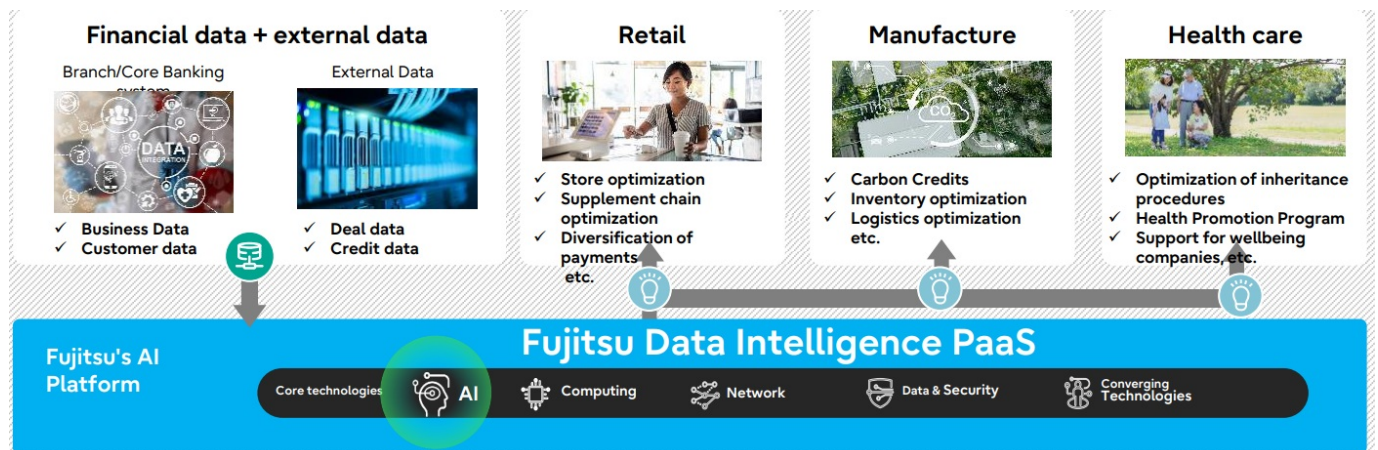 Financial data + external data
Branch/Core Banking
system
External Data
DATA
INTEGRATION
✓ Business Data
✓ Customer data
✓ Deal data
✓ Credit data
Retail
✓ Store optimization
✓ Supplement chain
optimization
✓ Diversification of
payments
etc.
Manufacture
CO₂
✓ Carbon Credits
✓ Inventory optimization
✓ Logistics optimization
etc.
Health care
✓ Optimization of inheritance
procedures
✓ Health Promotion Program
✓ Support for wellbeing
companies, etc.
Fujitsu's AI
Platform
Fujitsu Data Intelligence PaaS
Core technologies
AI
Computing
Network
Data & Security
Converging
Technologies